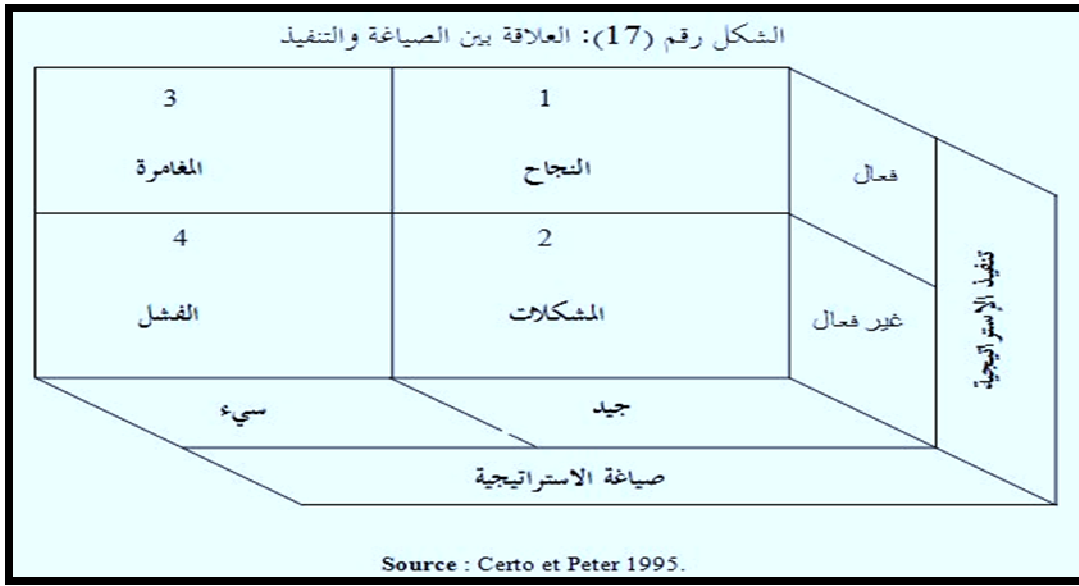 الشكل رقم (17): العلاقة بين الصياغة والتنفيذ
1
3
فعال
النجاح
المغامرة
2
4
غير فعال
المشكلات
الفشل
تنفيذ الإستراتيجية
جيد
سيء
صياغة الاستراتيجية
Source : Certo et Peter 1995.